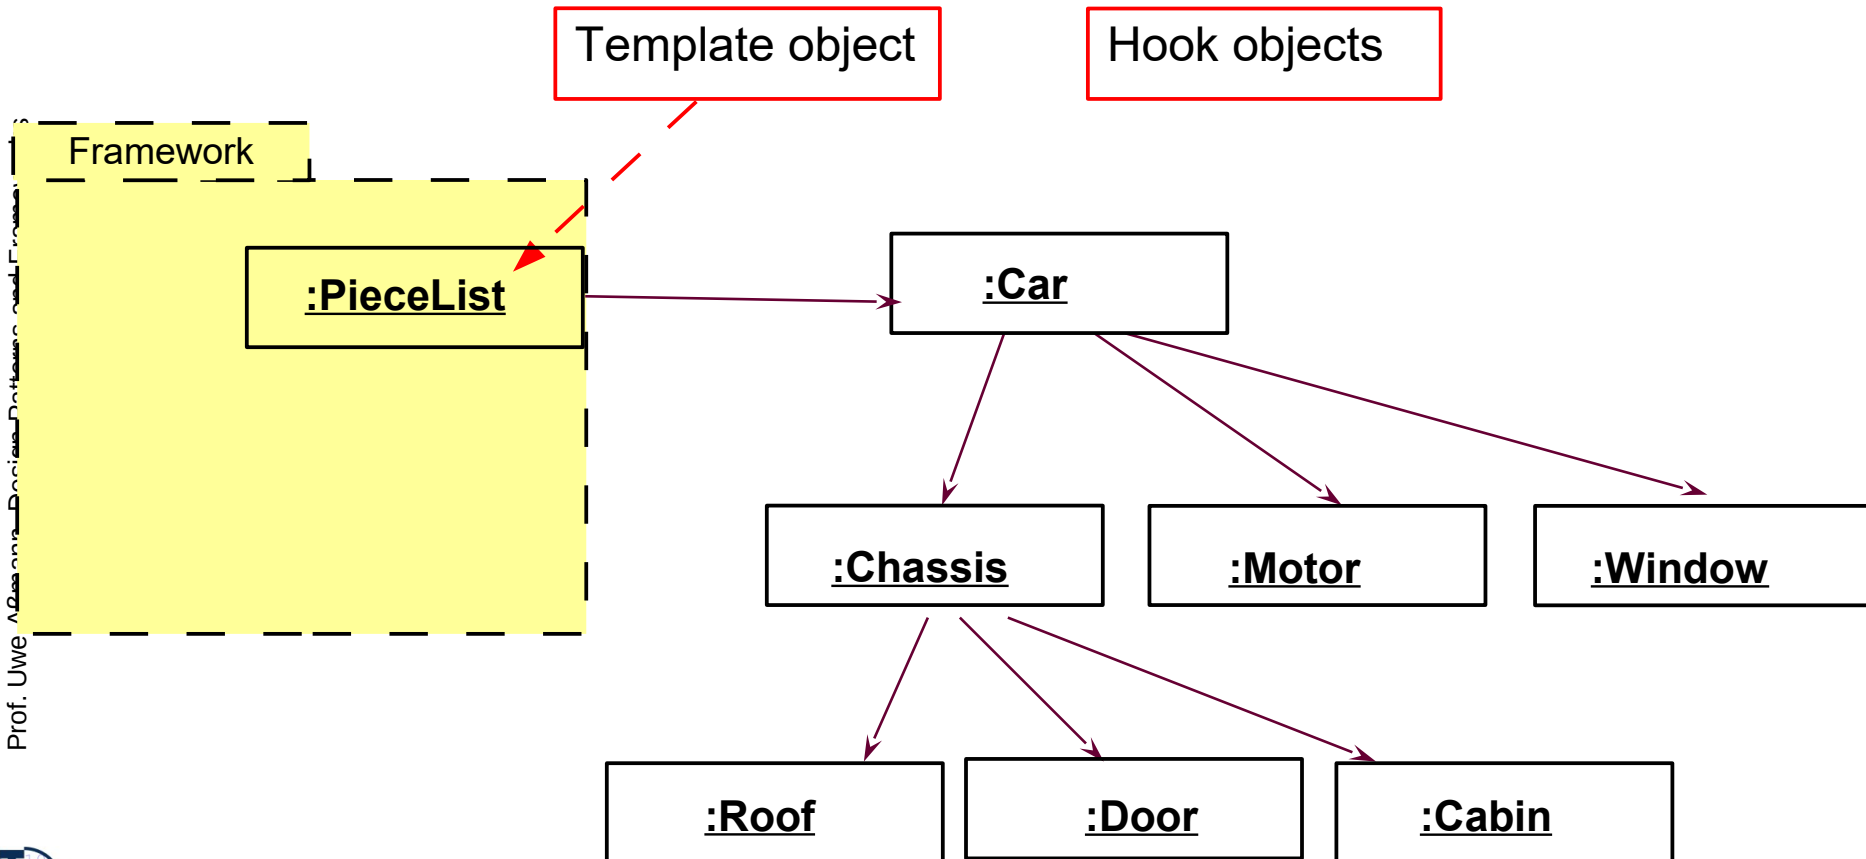 Template object
Hook objects
Framework
:PieceList
:Car
:Chassis
:Motor
:Window
:Roof
:Door
:Cabin
Prof. Uwe